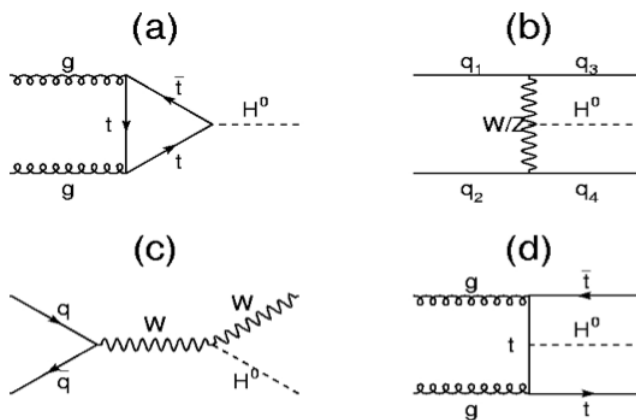 (a)
g
t̄
t
H⁰
t
g
(b)
q₁ q₃
W/Z H⁰
q₂ q₄
(c)
q
W W
q̄
H⁰
(d)
g t̄
t H⁰
g t